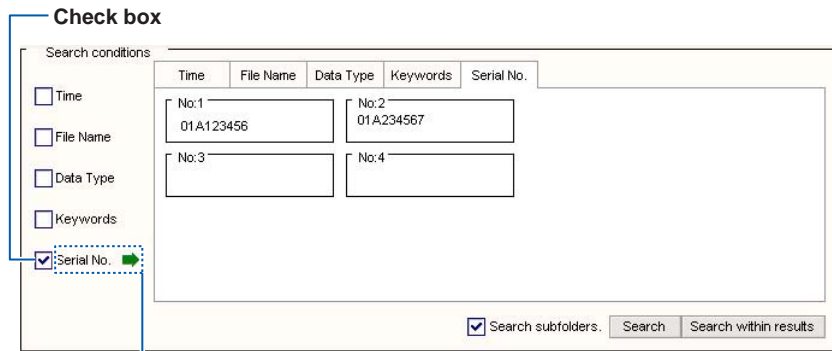 Check box
Search conditions
Time File Name Data Type Keywords Serial No.
Time
File Name
Data Type
Keywords
Serial No.
No:1 No:2
01A123456 01A234567
No:3 No:4
Search subfolders. Search Search within results